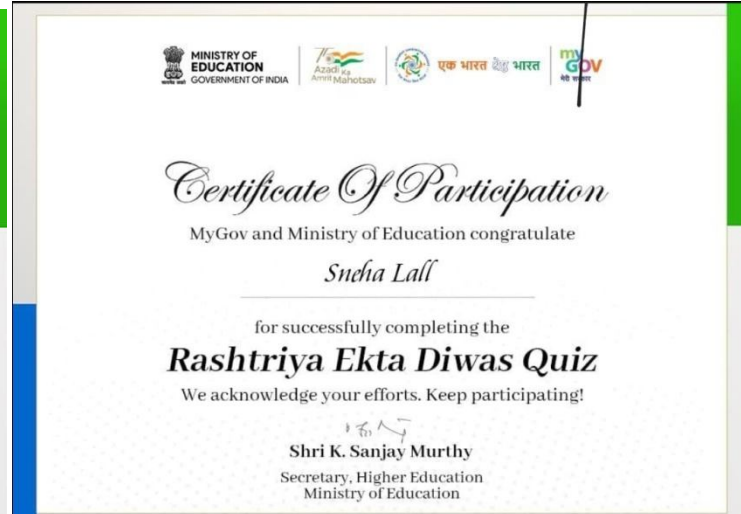 MINISTRY OF
EDUCATION
GOVERNMENT OF INDIA
Azadi Ka
Amrit Mahotsav
एक भारत श्रेष्ठ भारत
my
GOV
मेरी सरकार
Certificate Of Participation
MyGov and Ministry of Education congratulate
Sneha Lall
for successfully completing the
Rashtriya Ekta Diwas Quiz
We acknowledge your efforts. Keep participating!
Shri K. Sanjay Murthy
Secretary, Higher Education
Ministry of Education